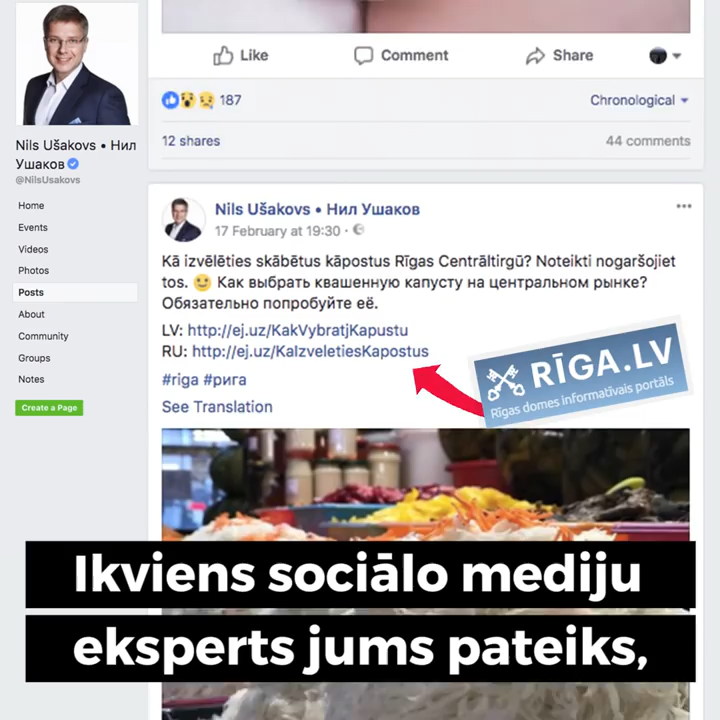 Like
Comment
Share
187
Chronological
12 shares
44 comments
Nils Ušakovs • Нил
Ушаков
@NilsUsakovs
Home
Events
Videos
Photos
Posts
About
Community
Groups
Notes
Create a Page
Nils Ušakovs • Нил Ушаков
17 February at 19:30 ·
Kā izvēlēties skābētus kāpostus Rīgas Centrāltirgū? Noteikti nogaršojiet
tos. Как выбрать квашенную капусту на центральном рынке?
Обязательно попробуйте её.
LV: http://ej.uz/KakVybratjKapustu
RU: http://ej.uz/KaIzveletiesKapostus
#riga #рига
See Translation
RĪGA.LV
Rīgas domes informatīvais portāls
Ikviens sociālo mediju
eksperts jums pateiks,